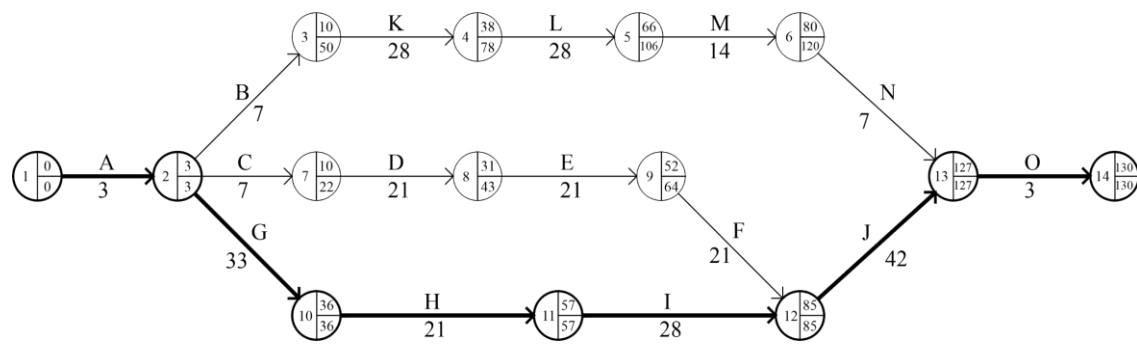 3 10 50 K 28 4 38 78 L 28 5 66 106 M 14 6 80 120
B 7
N 7
1 0 0 A 3 2 3 3 C 7 7 10 22 D 21 8 31 43 E 21 9 52 64 13 127 127 O 3 14 130 130
G 33
F 21
J 42
10 36 36 H 21 11 57 57 I 28 12 85 85